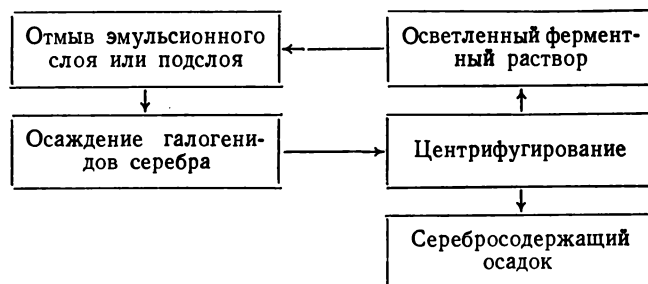 Отмыв эмульсионного
слоя или подслоя
Осветленный фермент-
ный раствор
Осаждение галогени-
дов серебра
Центрифугирование
Серебросодержащий
осадок